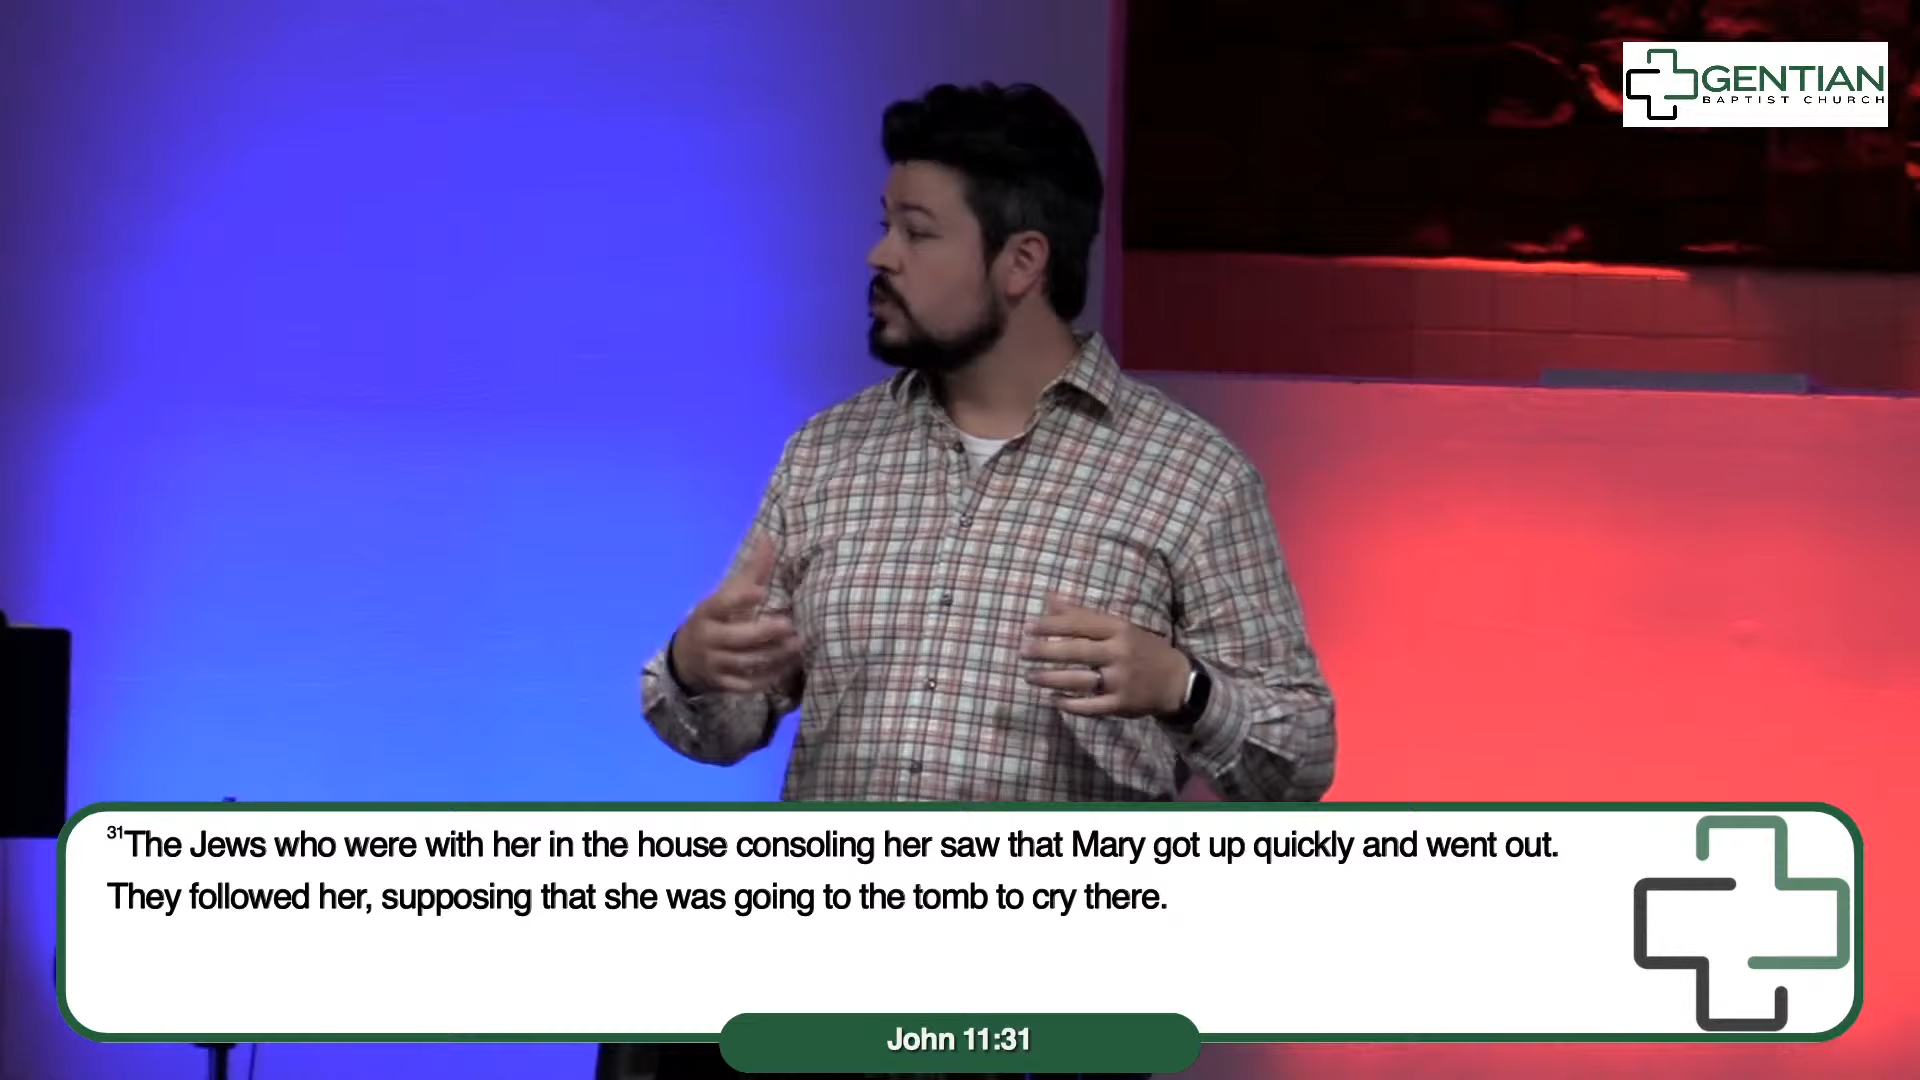 GENTIAN
BAPTIST CHURCH
31The Jews who were with her in the house consoling her saw that Mary got up quickly and went out.
They followed her, supposing that she was going to the tomb to cry there.
John 11:31